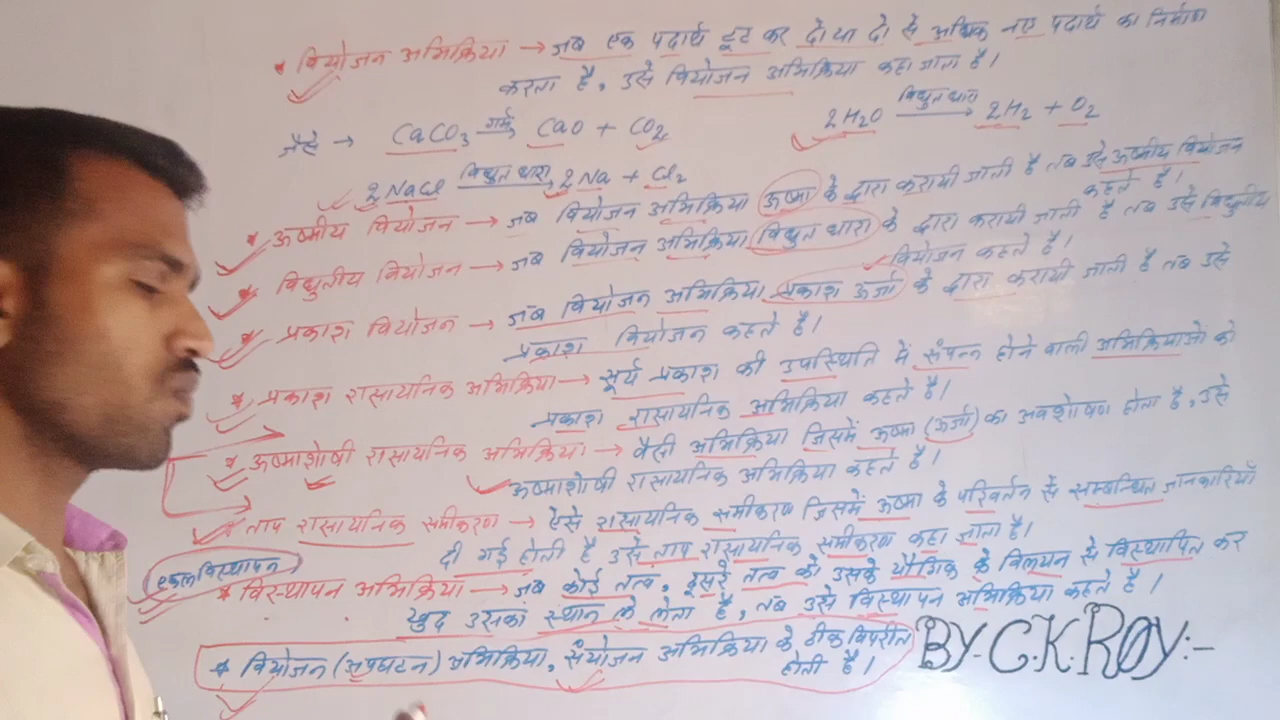 * वियोजन अभिक्रिया → जब एक पदार्थ टूट कर दो या दो से अधिक नए पदार्थ का निर्माण
करता है, उसे वियोजन अभिक्रिया कहा जाता है।
जैसे → CaCO3 गर्म→ CaO + CO2 2H2O विद्युत धारा→ 2H2 + O2
2NaCl विद्युत धारा→ 2Na + Cl2
* ऊष्मीय वियोजन → जब वियोजन अभिक्रिया ऊष्मा के द्वारा करायी जाती है तब उसे ऊष्मीय वियोजन
कहते है।
* विद्युतीय वियोजन → जब वियोजन अभिक्रिया विद्युत धारा के द्वारा करायी जाती है तब उसे विद्युतीय
वियोजन कहते है।
* प्रकाश वियोजन → जब वियोजन अभिक्रिया प्रकाश ऊर्जा के द्वारा करायी जाती है तब उसे
प्रकाश वियोजन कहते है।
* प्रकाश रासायनिक अभिक्रिया → सूर्य प्रकाश की उपस्थिति में संपन्न होने वाली अभिक्रियाओं को
प्रकाश रासायनिक अभिक्रिया कहते है।
* ऊष्माशोषी रासायनिक अभिक्रिया → वैसी अभिक्रिया जिसमें ऊष्मा (ऊर्जा) का अवशोषण होता है, उसे
ऊष्माशोषी रासायनिक अभिक्रिया कहते है।
* ताप रासायनिक समीकरण → ऐसे रासायनिक समीकरण जिसमें ऊष्मा के परिवर्तन से सम्बन्धित जानकारियाँ
दी गई होती है उसे ताप रासायनिक समीकरण कहा जाता है।
एकल विस्थापन
* विस्थापन अभिक्रिया → जब कोई तत्व, दूसरे तत्व को उसके यौगिक के विलयन से विस्थापित कर
खुद उसका स्थान ले लेता है, तब उसे विस्थापन अभिक्रिया कहते है।
* वियोजन (अपघटन) अभिक्रिया, संयोजन अभिक्रिया के ठीक विपरीत
होती है।
BY:- C.K.ROY:-